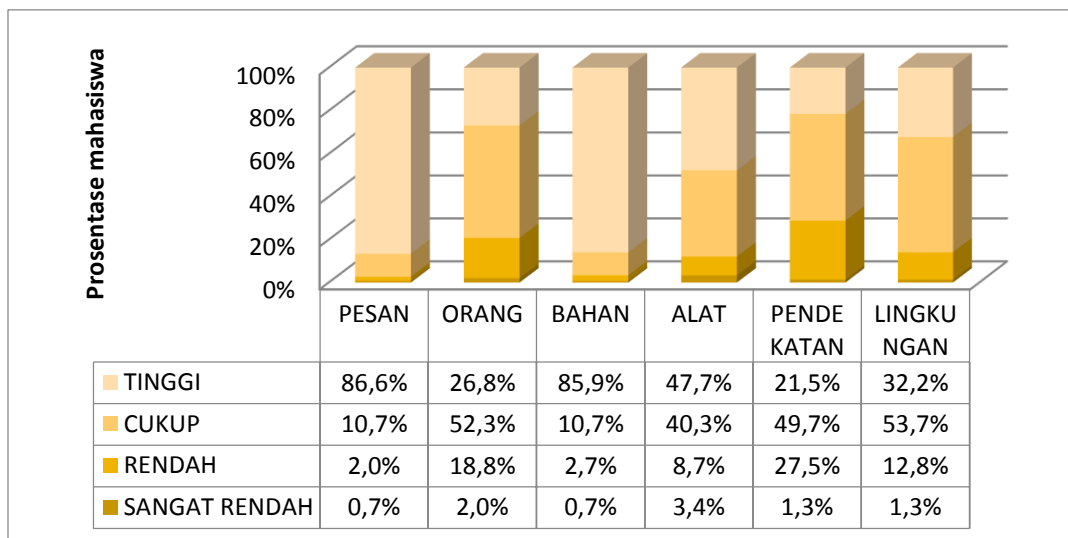 Prosentase mahasiswa
100%
80%
60%
40%
20%
0%
PESAN ORANG BAHAN ALAT PENDE LINGKU
KATAN NGAN
TINGGI 86,6% 26,8% 85,9% 47,7% 21,5% 32,2%
CUKUP 10,7% 52,3% 10,7% 40,3% 49,7% 53,7%
RENDAH 2,0% 18,8% 2,7% 8,7% 27,5% 12,8%
SANGAT RENDAH 0,7% 2,0% 0,7% 3,4% 1,3% 1,3%